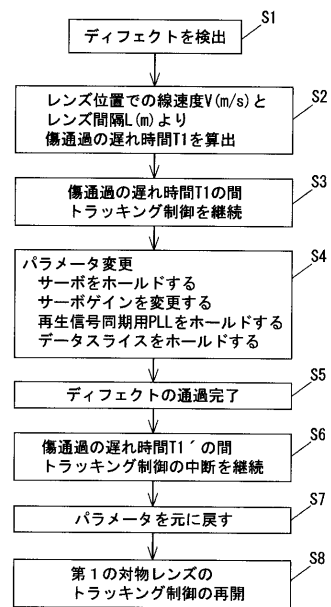 S1
ディフェクトを検出
S2
レンズ位置での線速度V(m/s)と
レンズ間隔L(m)より
傷通過の遅れ時間T1を算出
S3
傷通過の遅れ時間T1の間
トラッキング制御を継続
S4
パラメータ変更
サーボをホールドする
サーボゲインを変更する
再生信号同期用PLLをホールドする
データスライスをホールドする
S5
ディフェクトの通過完了
S6
傷通過の遅れ時間T1´の間
トラッキング制御の中断を継続
S7
パラメータを元に戻す
S8
第１の対物レンズの
トラッキング制御の再開